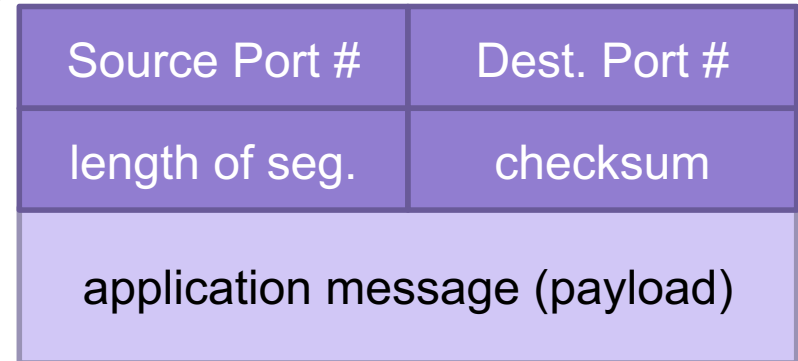 Source Port # Dest. Port #
length of seg. checksum
application message (payload)